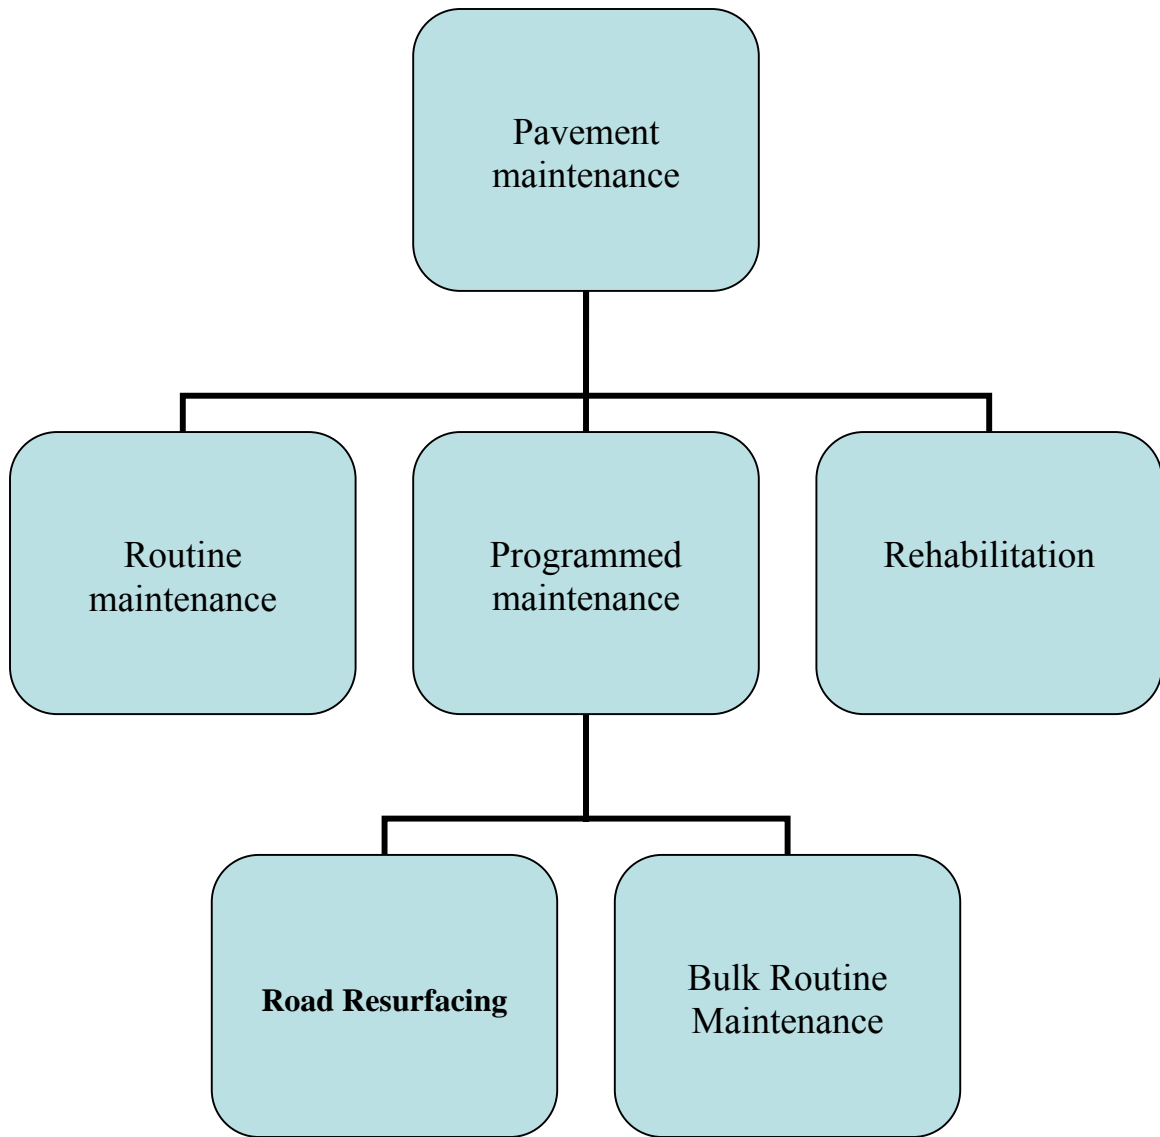 Pavement
maintenance
Routine
maintenance
Programmed
maintenance
Rehabilitation
Road Resurfacing
Bulk Routine
Maintenance